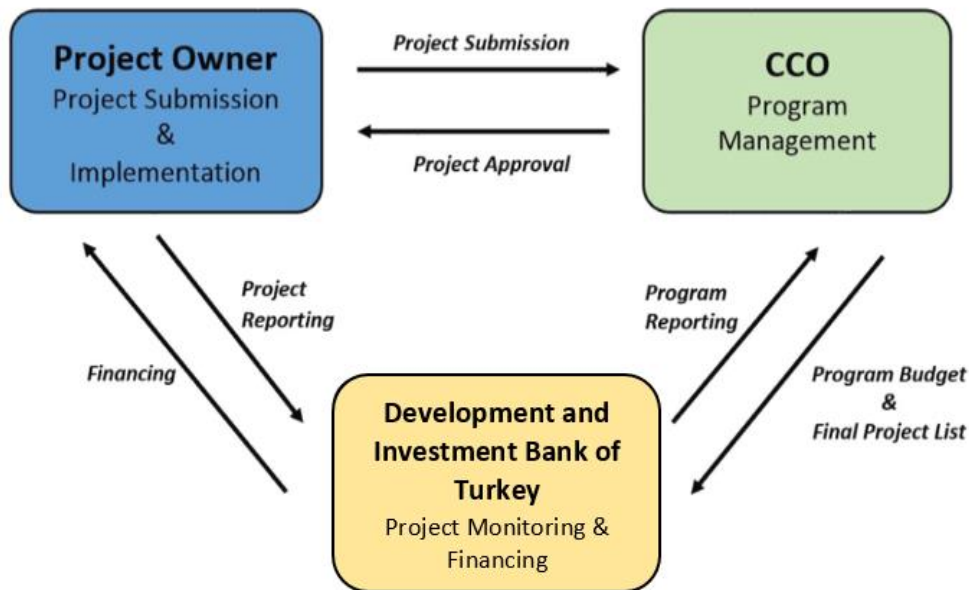 Project Owner
Project Submission
&
Implementation
Project Submission
Project Approval
CCO
Program
Management
Project
Reporting
Financing
Program
Reporting
Program Budget
&
Final Project List
Development and
Investment Bank of
Turkey
Project Monitoring &
Financing